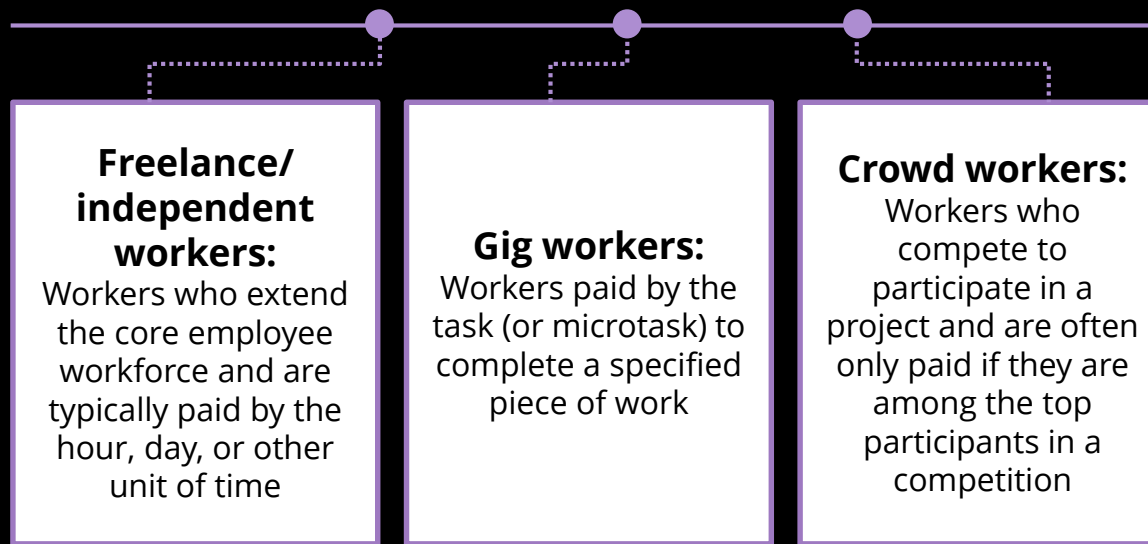 Freelance/
independent
workers:
Workers who extend
the core employee
workforce and are
typically paid by the
hour, day, or other
unit of time
Gig workers:
Workers paid by the
task (or microtask) to
complete a specified
piece of work
Crowd workers:
Workers who
compete to
participate in a
project and are often
only paid if they are
among the top
participants in a
competition